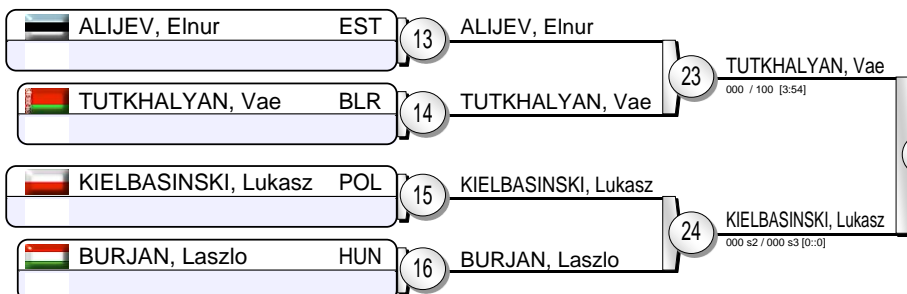 ALIJEV, Elnur EST 13 ALIJEV, Elnur
23 TUTKHALYAN, Vae
000 / 100 [3:54]
TUTKHALYAN, Vae BLR 14 TUTKHALYAN, Vae
KIELBASINSKI, Lukasz POL 15 KIELBASINSKI, Lukasz
24 KIELBASINSKI, Lukasz
000 s2 / 000 s3 [0::0]
BURJAN, Laszlo HUN 16 BURJAN, Laszlo